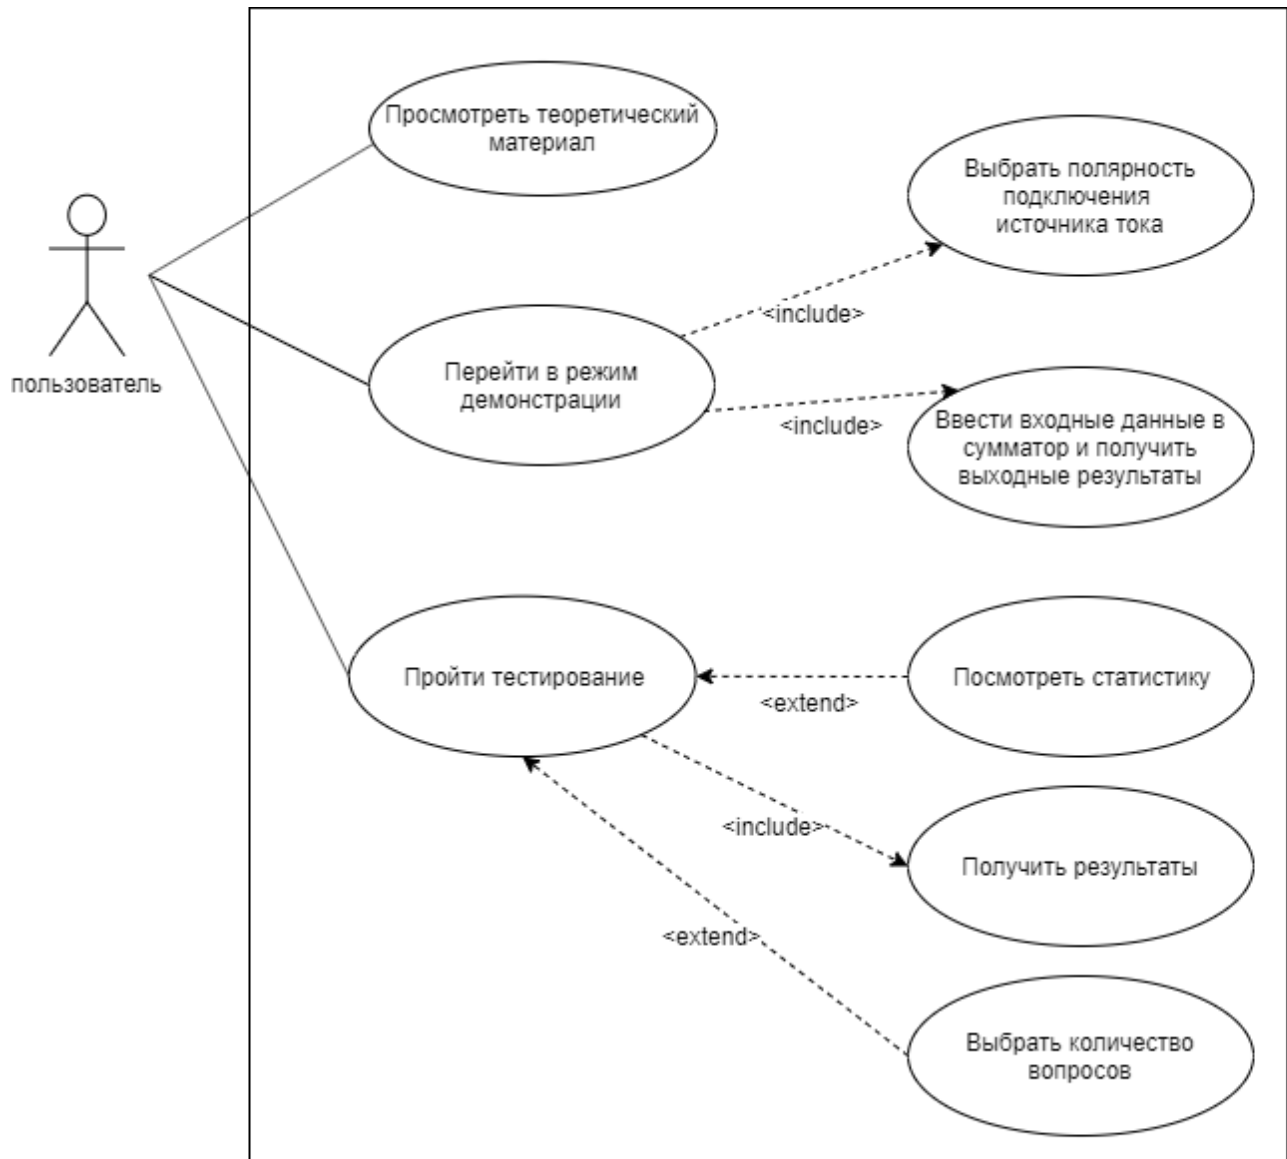 Просмотреть теоретический
материал
Выбрать полярность
подключения
источника тока
<include>
пользователь
Перейти в режим
демонстрации
<include>
Ввести входные данные в
сумматор и получить
выходные результаты
Пройти тестирование
<extend>
Посмотреть статистику
<include>
Получить результаты
<extend>
Выбрать количество
вопросов